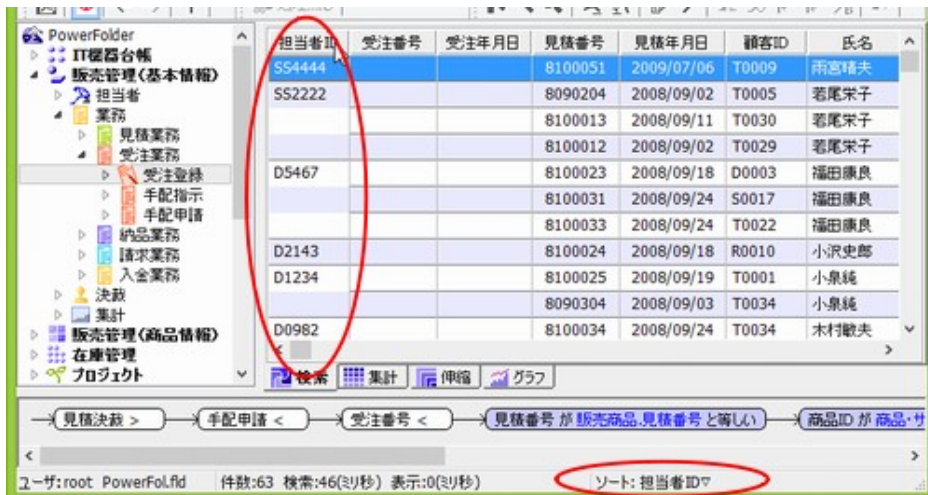 PowerFolder
IT機器台帳
販売管理(基本情報)
担当者
業務
見積業務
受注業務
受注登録
手配指示
手配申請
納品業務
請求業務
入金業務
決裁
集計
販売管理(商品情報)
在庫管理
プロジェクト
担当者ID 受注番号 受注年月日 見積番号 見積年月日 顧客ID 氏名
SS4444 8100051 2009/07/06 T0009 雨宮晴夫
SS2222 8090204 2008/09/02 T0005 若尾栄子
8100013 2008/09/11 T0030 若尾栄子
8100012 2008/09/02 T0029 若尾栄子
D5467 8100023 2008/09/18 D0003 福田康良
8100031 2008/09/24 S0017 福田康良
8100033 2008/09/24 T0022 福田康良
D2143 8100024 2008/09/18 R0010 小沢史郎
D1234 8100025 2008/09/19 T0001 小泉純
8090304 2008/09/03 T0034 小泉純
D0982 8100034 2008/09/24 T0034 木村敏夫
検索 集計 伸縮 グラフ
見積決裁 > 手配申請 < 受注番号 < 見積番号 が 販売商品.見積番号 と等しい 商品ID が 商品・サ
ユーザ:root PowerFol.fld 件数:63 検索:46(ミリ秒) 表示:0(ミリ秒) ソート: 担当者ID▽